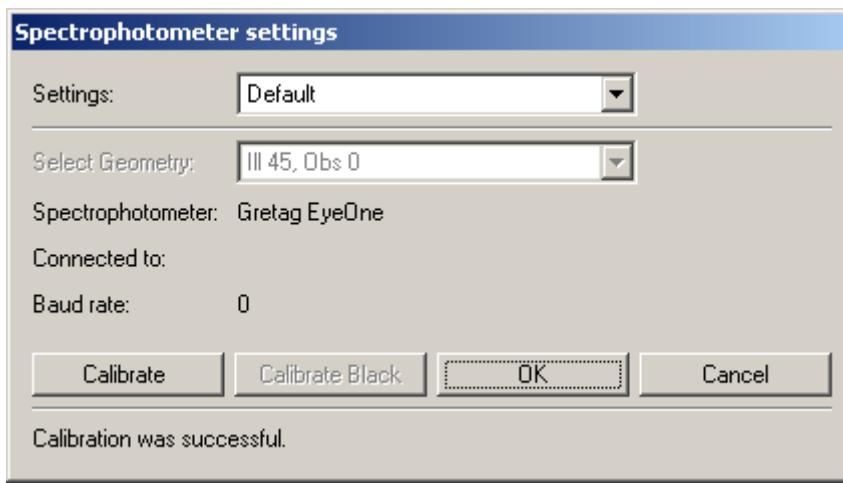 Spectrophotometer settings
Settings: Default
Select Geometry: Ill 45, Obs 0
Spectrophotometer: Gretag EyeOne
Connected to:
Baud rate: 0
Calibrate Calibrate Black OK Cancel
Calibration was successful.